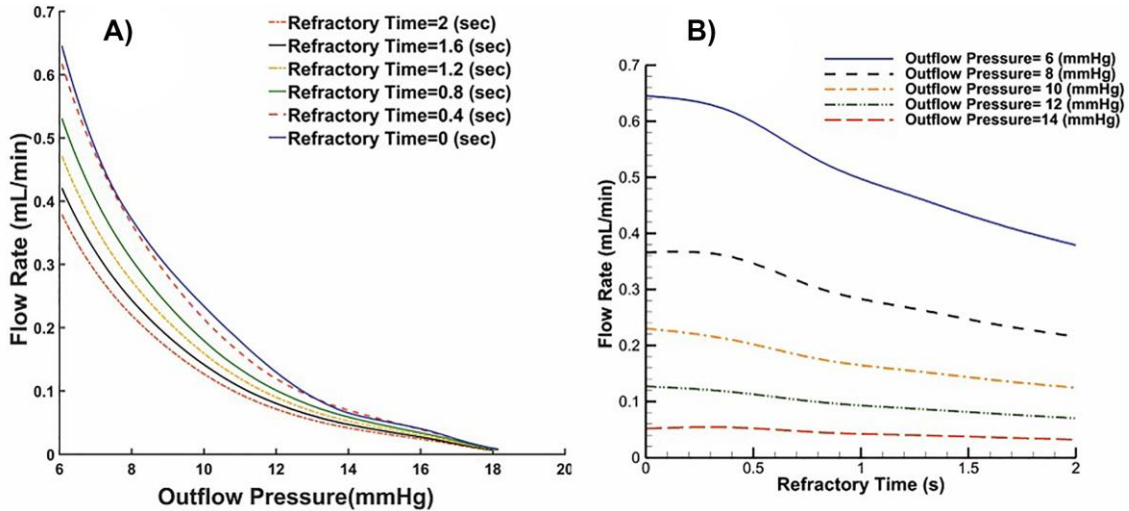 A)
Refractory Time=2 (sec)
Refractory Time=1.6 (sec)
Refractory Time=1.2 (sec)
Refractory Time=0.8 (sec)
Refractory Time=0.4 (sec)
Refractory Time=0 (sec)
Flow Rate (mL/min)
0.7
0.6
0.5
0.4
0.3
0.2
0.1
0
6
8
10
12
14
16
18
20
Outflow Pressure(mmHg)
B)
Outflow Pressure= 6 (mmHg)
Outflow Pressure= 8 (mmHg)
Outflow Pressure= 10 (mmHg)
Outflow Pressure= 12 (mmHg)
Outflow Pressure=14 (mmHg)
Flow Rate (mL/min)
0.7
0.6
0.5
0.4
0.3
0.2
0.1
0
0
0.5
1
1.5
2
Refractory Time (s)